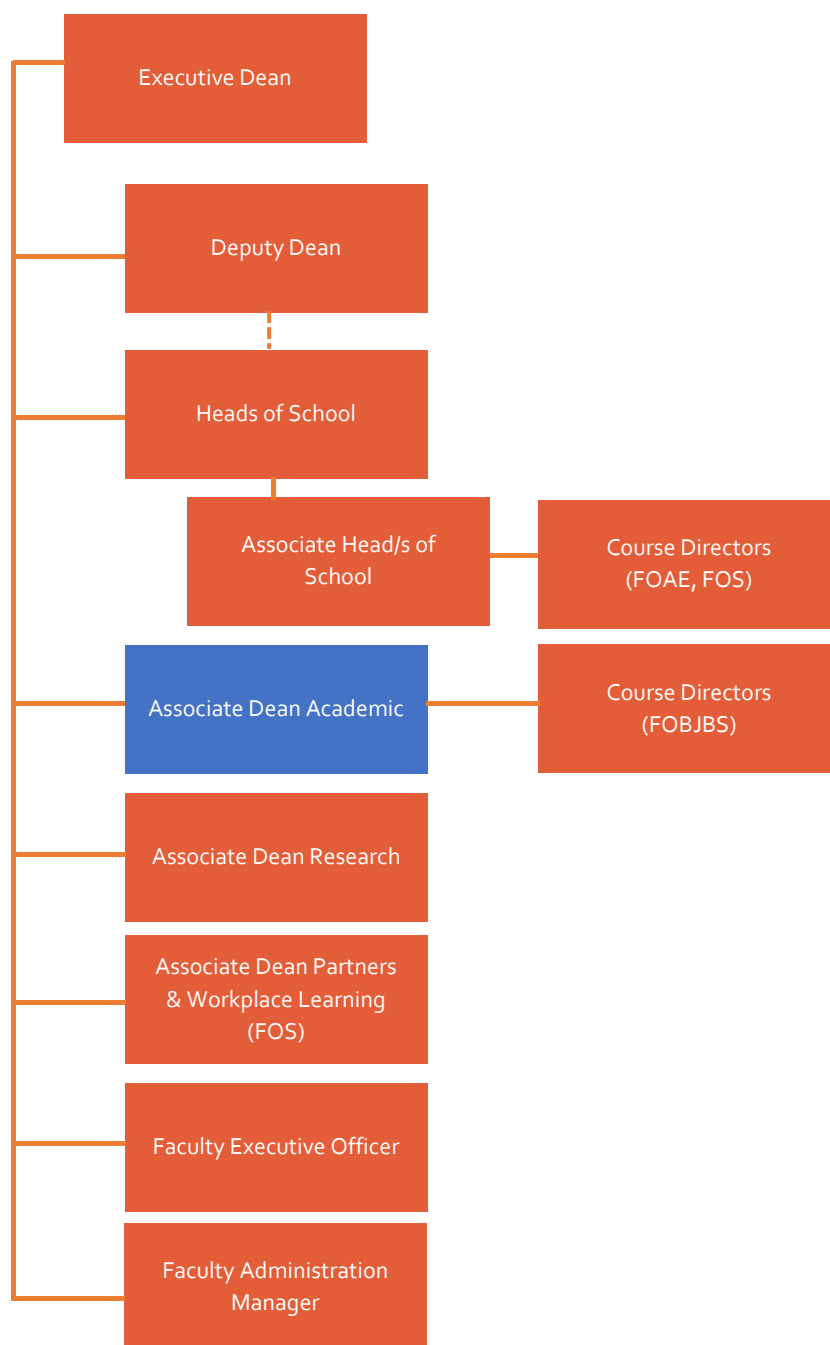 Executive Dean
Deputy Dean
Heads of School
Associate Head/s of
School
Course Directors
(FOAE, FOS)
Associate Dean Academic
Course Directors
(FOBJBS)
Associate Dean Research
Associate Dean Partners
& Workplace Learning
(FOS)
Faculty Executive Officer
Faculty Administration
Manager